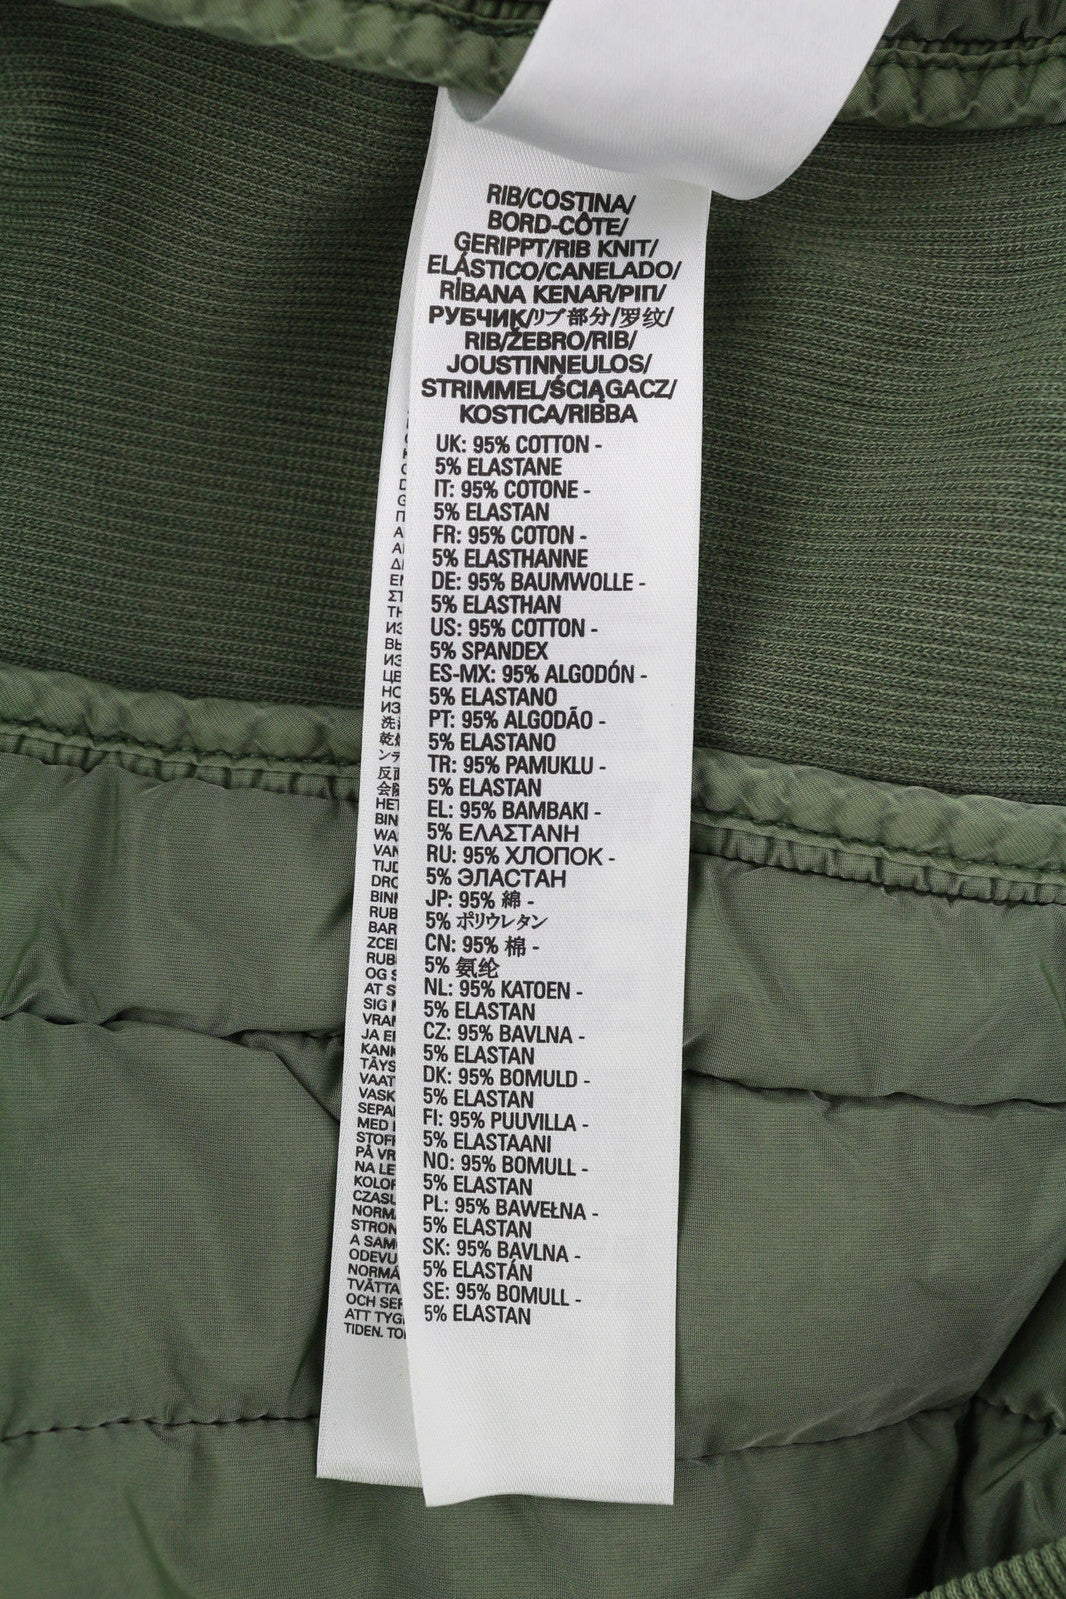 RIB/COSTINA/
BORD-CÔTE/
GERIPPT/RIB KNIT/
ELÁSTICO/CANELADO/
RİBANA KENAR/ΡΙΠ/
РУБЧИК/リブ部分/罗纹/
RIB/ŽEBRO/RIB/
JOUSTINNEULOS/
STRIMMEL/ŚCIĄGACZ/
KOSTICA/RIBBA
UK: 95% COTTON -
5% ELASTANE
IT: 95% COTONE -
5% ELASTAN
FR: 95% COTON -
5% ELASTHANNE
DE: 95% BAUMWOLLE -
5% ELASTHAN
US: 95% COTTON -
5% SPANDEX
ES-MX: 95% ALGODÓN -
5% ELASTANO
PT: 95% ALGODÃO -
5% ELASTANO
TR: 95% PAMUKLU -
5% ELASTAN
EL: 95% ΒΑΜΒΑΚΙ -
5% ΕΛΑΣΤΑΝΗ
RU: 95% ХЛОПОК -
5% ЭЛАСТАН
JP: 95% 綿 -
5% ポリウレタン
CN: 95% 棉 -
5% 氨纶
NL: 95% KATOEN -
5% ELASTAN
CZ: 95% BAVLNA -
5% ELASTAN
DK: 95% BOMULD -
5% ELASTAN
FI: 95% PUUVILLA -
5% ELASTAANI
NO: 95% BOMULL -
5% ELASTAN
PL: 95% BAWEŁNA -
5% ELASTAN
SK: 95% BAVLNA -
5% ELASTÁN
SE: 95% BOMULL -
5% ELASTAN